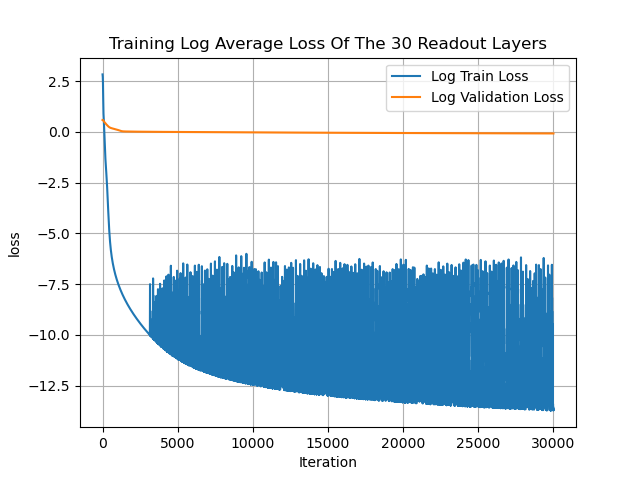 Training Log Average Loss Of The 30 Readout Layers
Log Train Loss
Log Validation Loss
2.5
0.0
−2.5
−5.0
−7.5
−10.0
−12.5
loss
0 5000 10000 15000 20000 25000 30000
Iteration